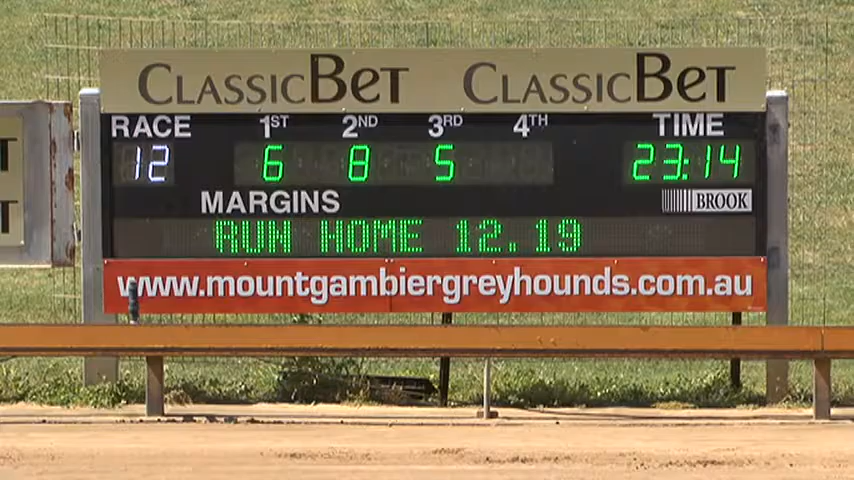 CLASSICBET CLASSICBET
RACE 1ST 2ND 3RD 4TH TIME
12 6 8 5 23:14
MARGINS BROOK
RUN HOME 12.19
www.mountgambiergreyhounds.com.au